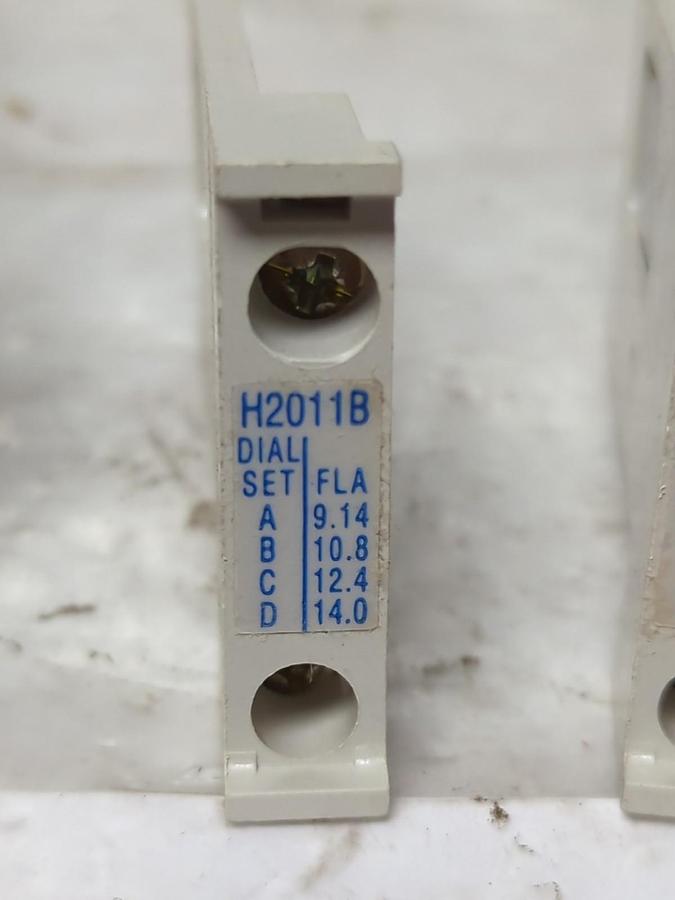 H2011B
DIAL
SET FLA
A 9.14
B 10.8
C 12.4
D 14.0